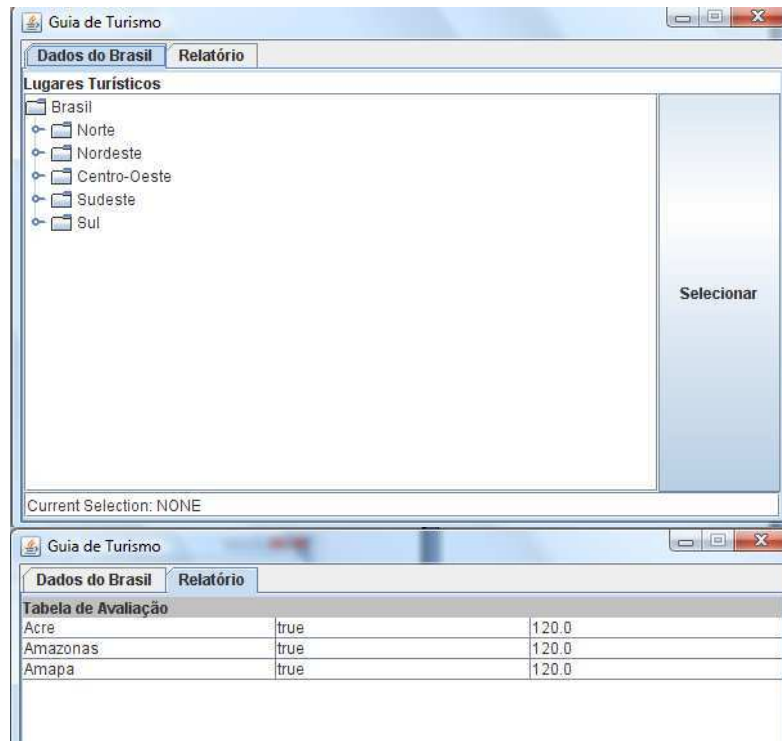 Guia de Turismo
Dados do Brasil Relatório
Lugares Turísticos
Brasil
Norte
Nordeste
Centro-Oeste
Sudeste
Sul
Selecionar
Current Selection: NONE
Guia de Turismo
Dados do Brasil Relatório
Tabela de Avaliação
Acre true 120.0
Amazonas true 120.0
Amapa true 120.0